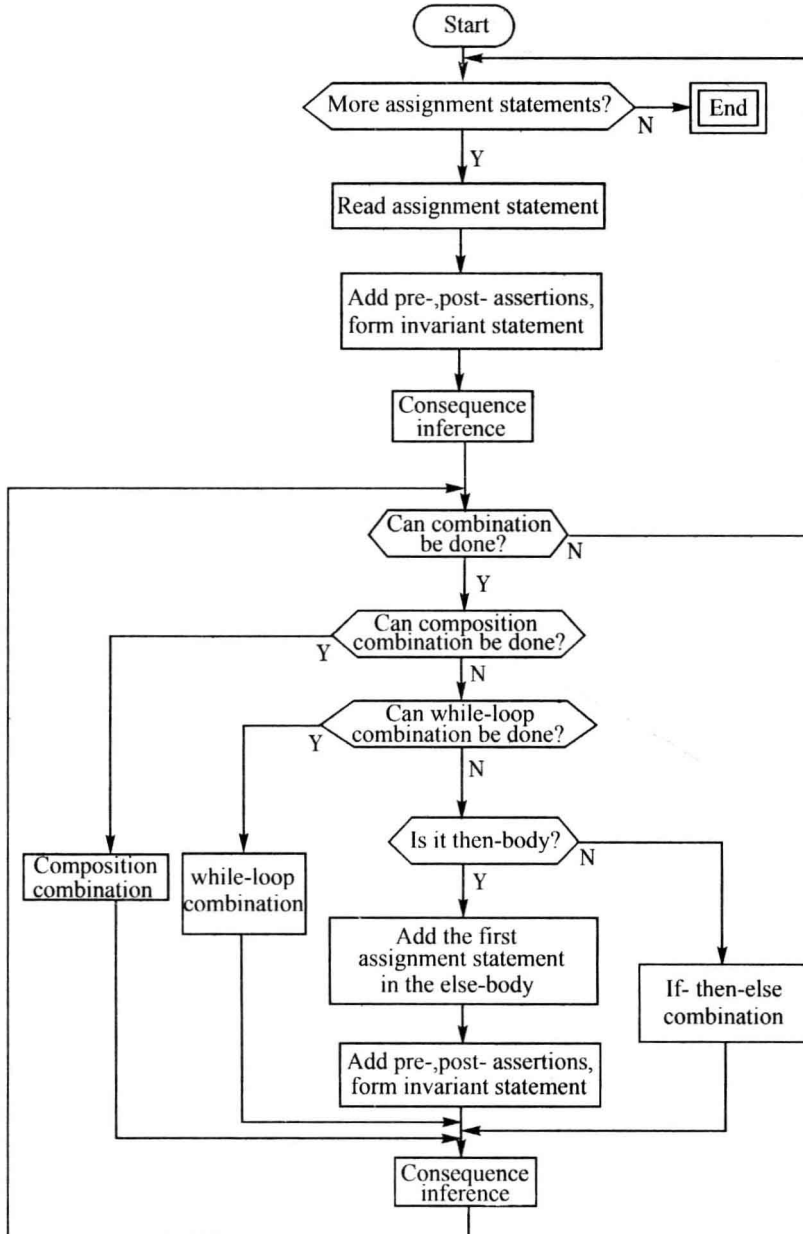 Start
More assignment statements?
N
End
Y
Read assignment statement
Add pre-,post- assertions,
form invariant statement
Consequence
inference
Can combination
be done?
N
Y
Can composition
combination be done?
Y
N
Can while-loop
combination be done?
Y
N
Is it then-body?
N
Y
Composition
combination
while-loop
combination
Add the first
assignment statement
in the else-body
If- then-else
combination
Add pre-,post- assertions,
form invariant statement
Consequence
inference